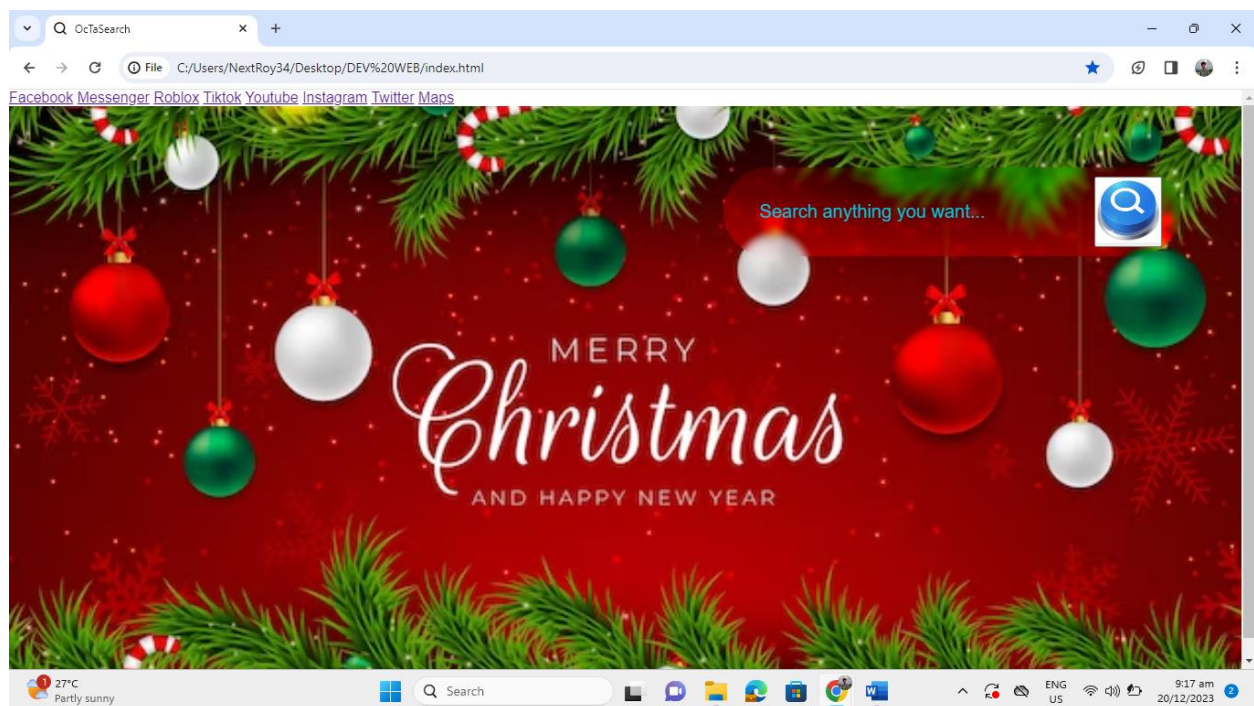 OcTaSearch
File C:/Users/NextRoy34/Desktop/DEV%20WEB/index.html
Facebook Messenger Roblox Tiktok Youtube Instagram Twitter Maps
Search anything you want...
MERRY
Christmas
AND HAPPY NEW YEAR
1
27°C
Partly sunny
Search
ENG
US
9:17 am
20/12/2023
2